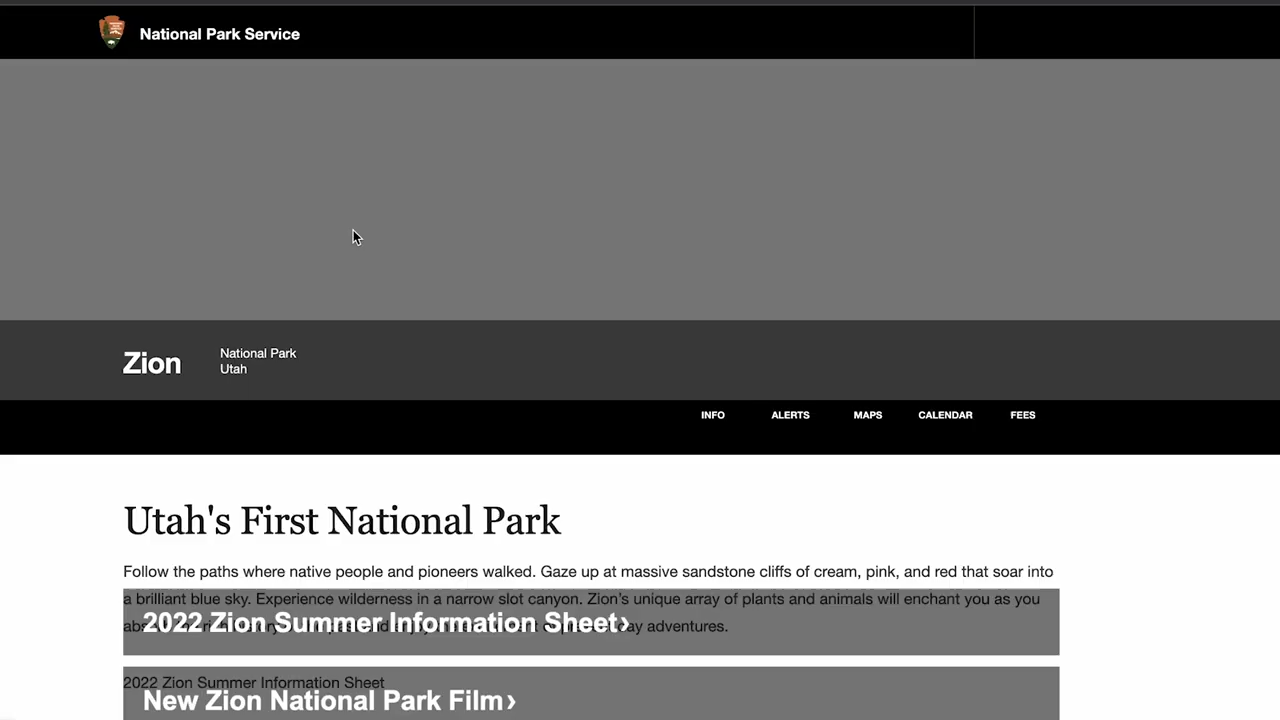 National Park Service
Zion
National Park
Utah
INFO ALERTS MAPS CALENDAR FEES
Utah's First National Park
Follow the paths where native people and pioneers walked. Gaze up at massive sandstone cliffs of cream, pink, and red that soar into
a brilliant blue sky. Experience wilderness in a narrow slot canyon. Zion's unique array of plants and animals will enchant you as you
2022 Zion Summer Information Sheet›
day adventures.
2022 Zion Summer Information Sheet
New Zion National Park Film›